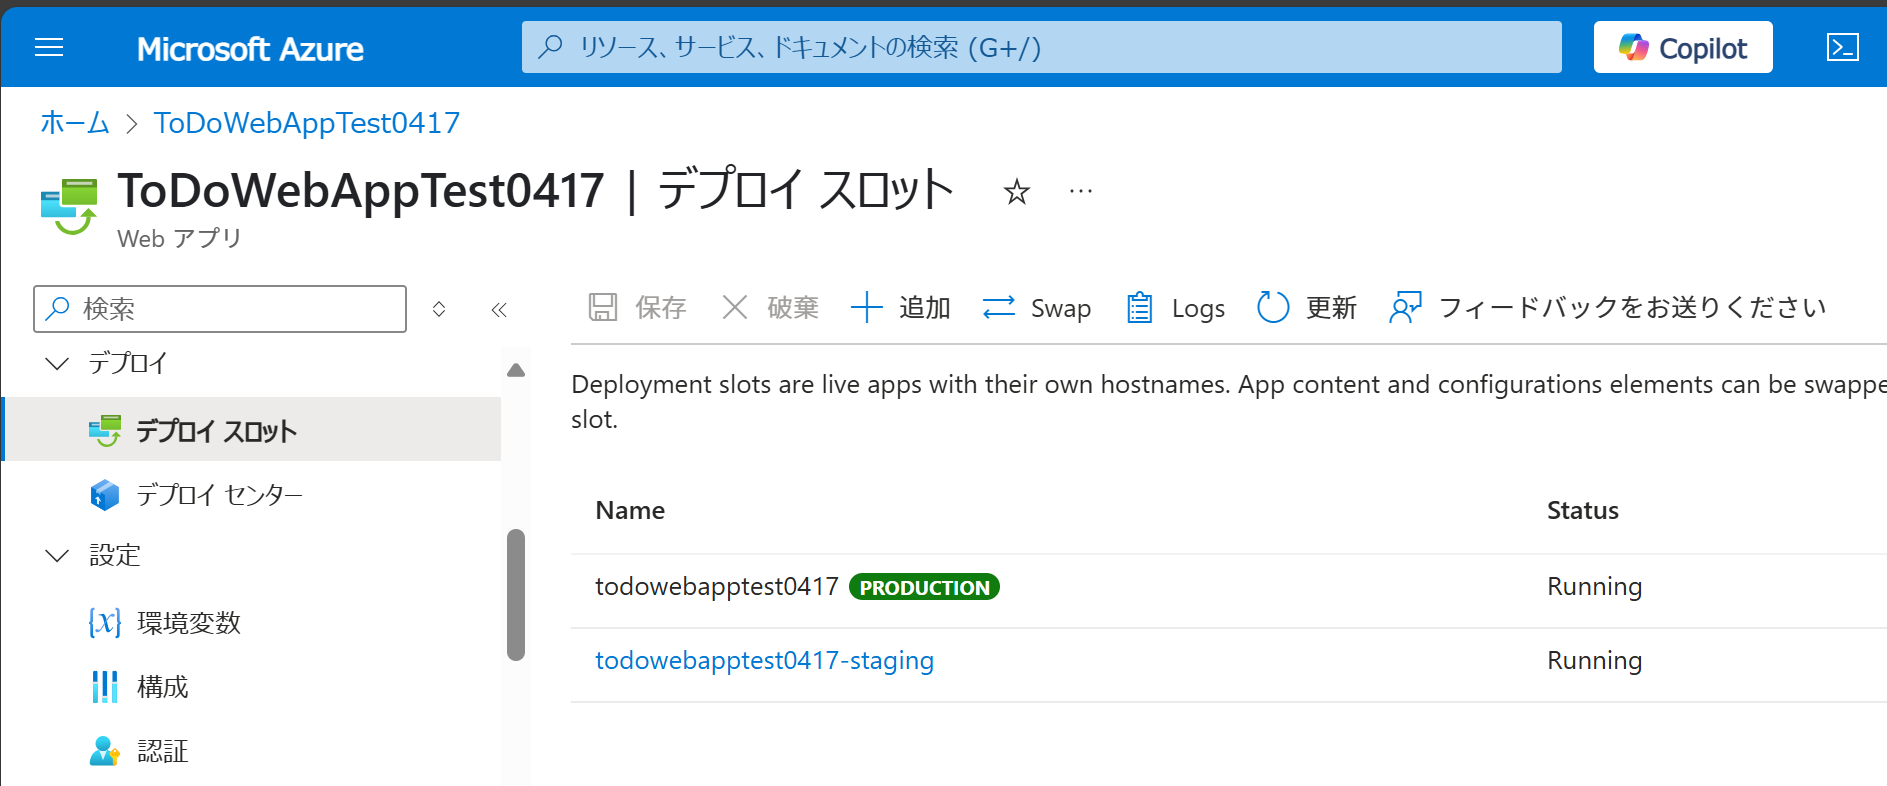 Microsoft Azure
リソース、サービス、ドキュメントの検索 (G+/)
Copilot
ホーム > ToDoWebAppTest0417
ToDoWebAppTest0417 | デプロイ スロット ☆ …
Web アプリ
検索
保存 破棄 追加 Swap Logs 更新 フィードバックをお送りください
デプロイ
デプロイ スロット
デプロイ センター
設定
環境変数
構成
認証
Deployment slots are live apps with their own hostnames. App content and configurations elements can be swappe
slot.
Name Status
todowebapptest0417 PRODUCTION Running
todowebapptest0417-staging Running